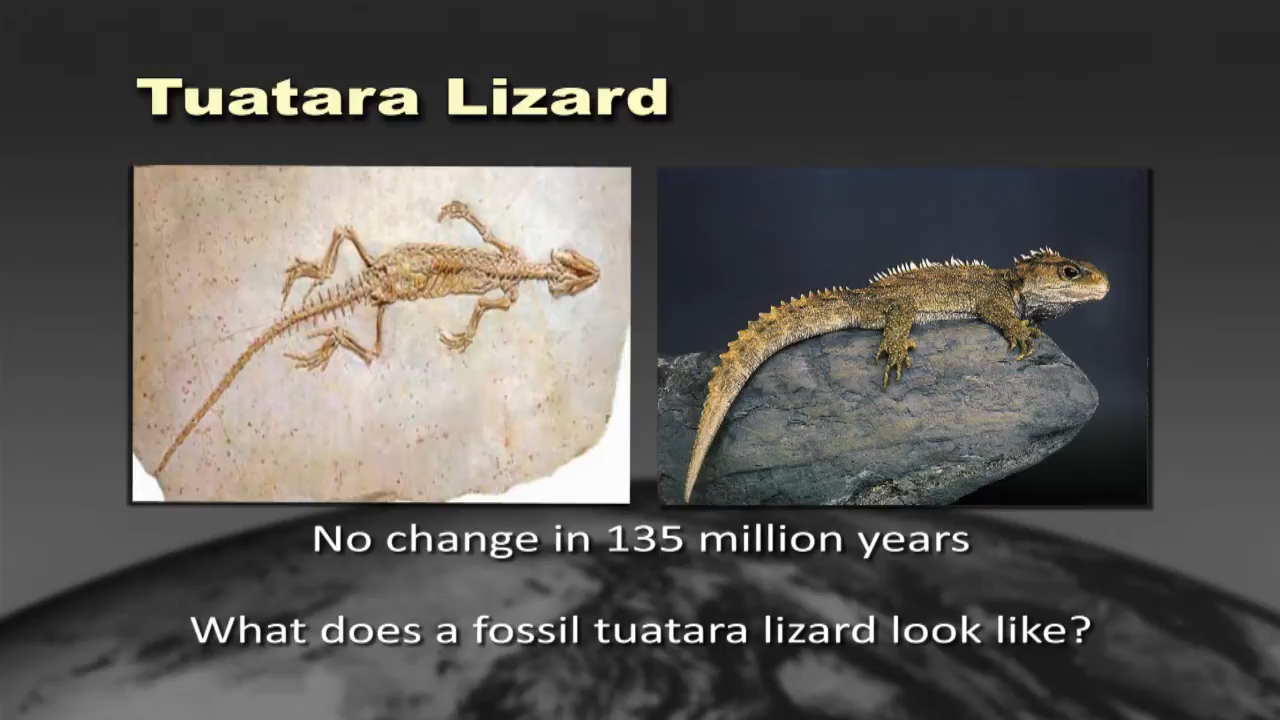 Tuatara Lizard
No change in 135 million years
What does a fossil tuatara lizard look like?